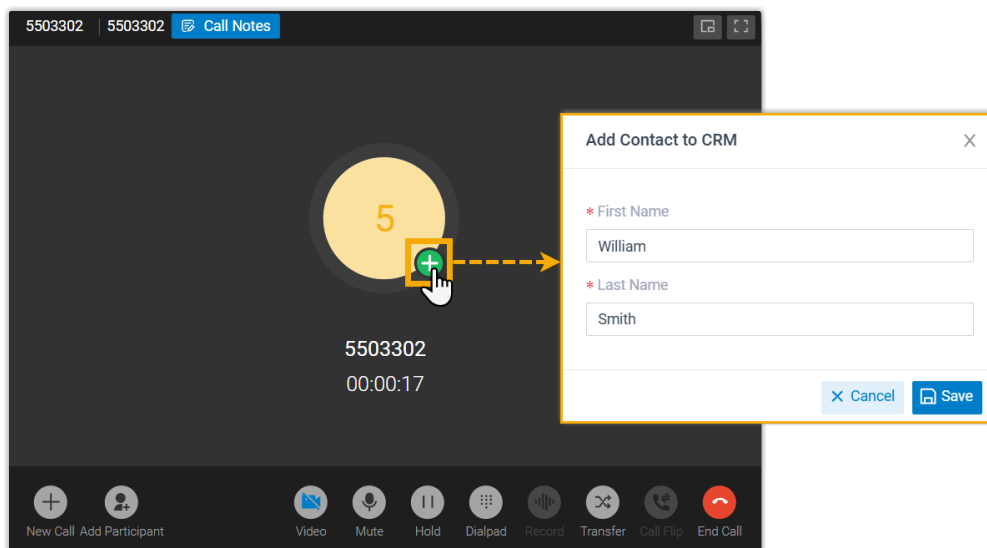 5503302 5503302 Call Notes
5
5503302
00:00:17
New Call Add Participant Video Mute Hold Dialpad Record Transfer Call Flip End Call
Add Contact to CRM
* First Name
William
* Last Name
Smith
Cancel Save